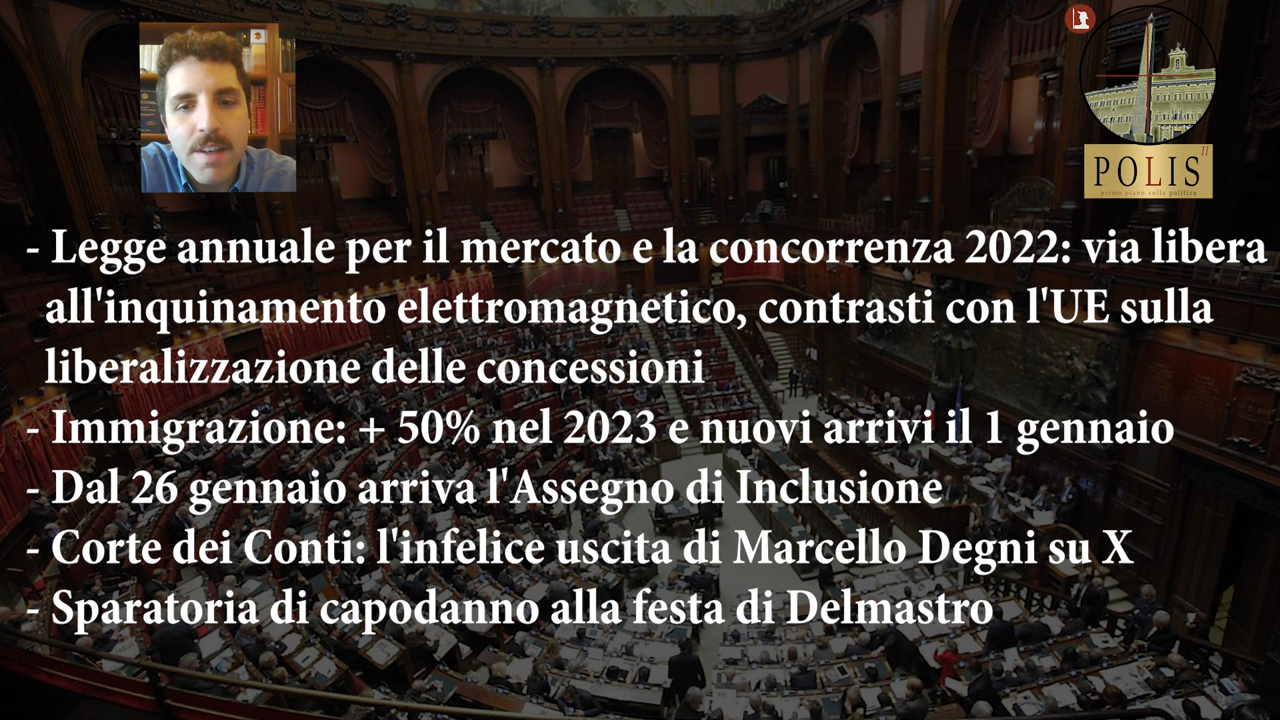 POLIS II
primo piano sulla politica
- Legge annuale per il mercato e la concorrenza 2022: via libera
all'inquinamento elettromagnetico, contrasti con l'UE sulla
liberalizzazione delle concessioni
- Immigrazione: + 50% nel 2023 e nuovi arrivi il 1 gennaio
- Dal 26 gennaio arriva l'Assegno di Inclusione
- Corte dei Conti: l'infelice uscita di Marcello Degni su X
- Sparatoria di capodanno alla festa di Delmastro